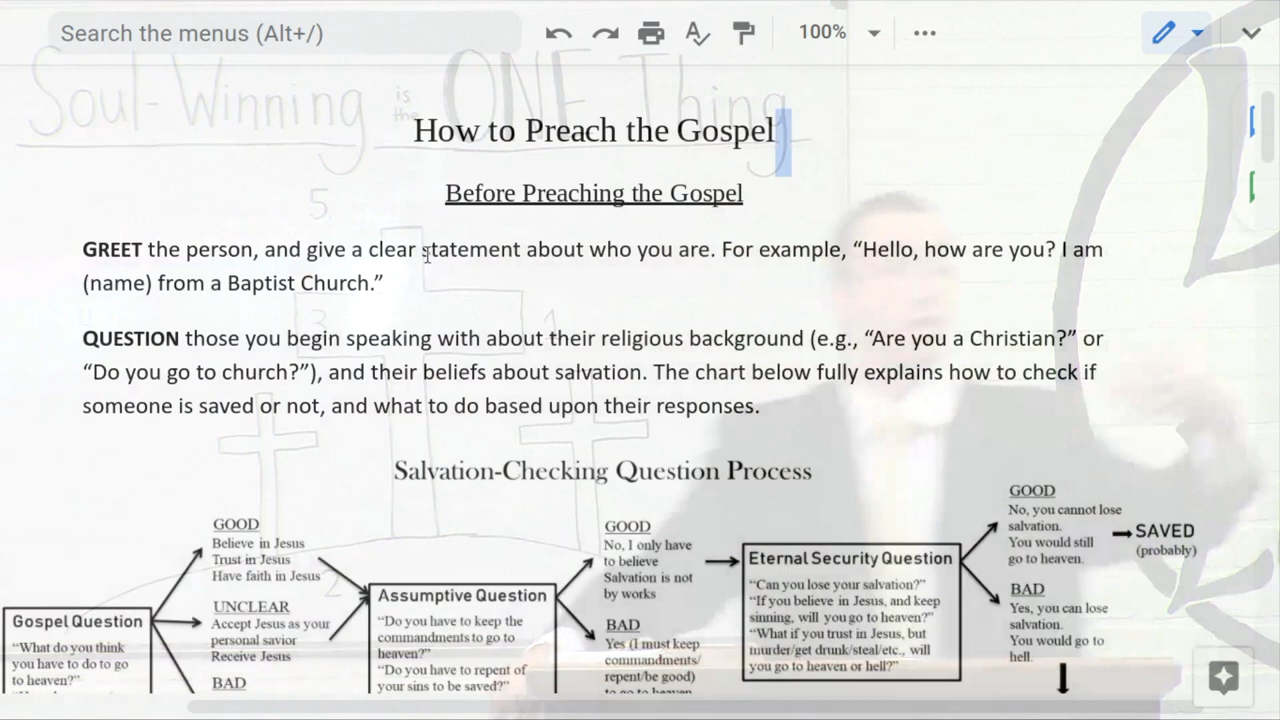 Search the menus (Alt+/)
100%
Soul-Winning is the ONE Thing
How to Preach the Gospel
Before Preaching the Gospel
5
GREET the person, and give a clear statement about who you are. For example, “Hello, how are you? I am
(name) from a Baptist Church.”
3
QUESTION those you begin speaking with about their religious background (e.g., “Are you a Christian?” or
“Do you go to church?”), and their beliefs about salvation. The chart below fully explains how to check if
someone is saved or not, and what to do based upon their responses.
Salvation-Checking Question Process
Gospel Question
“What do you think
you have to do to go
to heaven?”
GOOD
Believe in Jesus
Trust in Jesus
Have faith in Jesus
UNCLEAR
Accept Jesus as your
personal savior
Receive Jesus
BAD
2
Assumptive Question
“Do you have to keep the
commandments to go to
heaven?”
“Do you have to repent of
your sins to be saved?”
GOOD
No, I only have
to believe
Salvation is not
by works
BAD
Yes (I must keep
commandments/
repent/be good)
to go to heaven
Eternal Security Question
“Can you lose your salvation?”
“If you believe in Jesus, and keep
sinning, will you go to heaven?”
“What if you trust in Jesus, but
murder/get drunk/steal/etc., will
you go to heaven or hell?”
GOOD
No, you cannot lose
salvation.
You would still
go to heaven.
SAVED
(probably)
BAD
Yes, you can lose
salvation.
You would go to
hell.